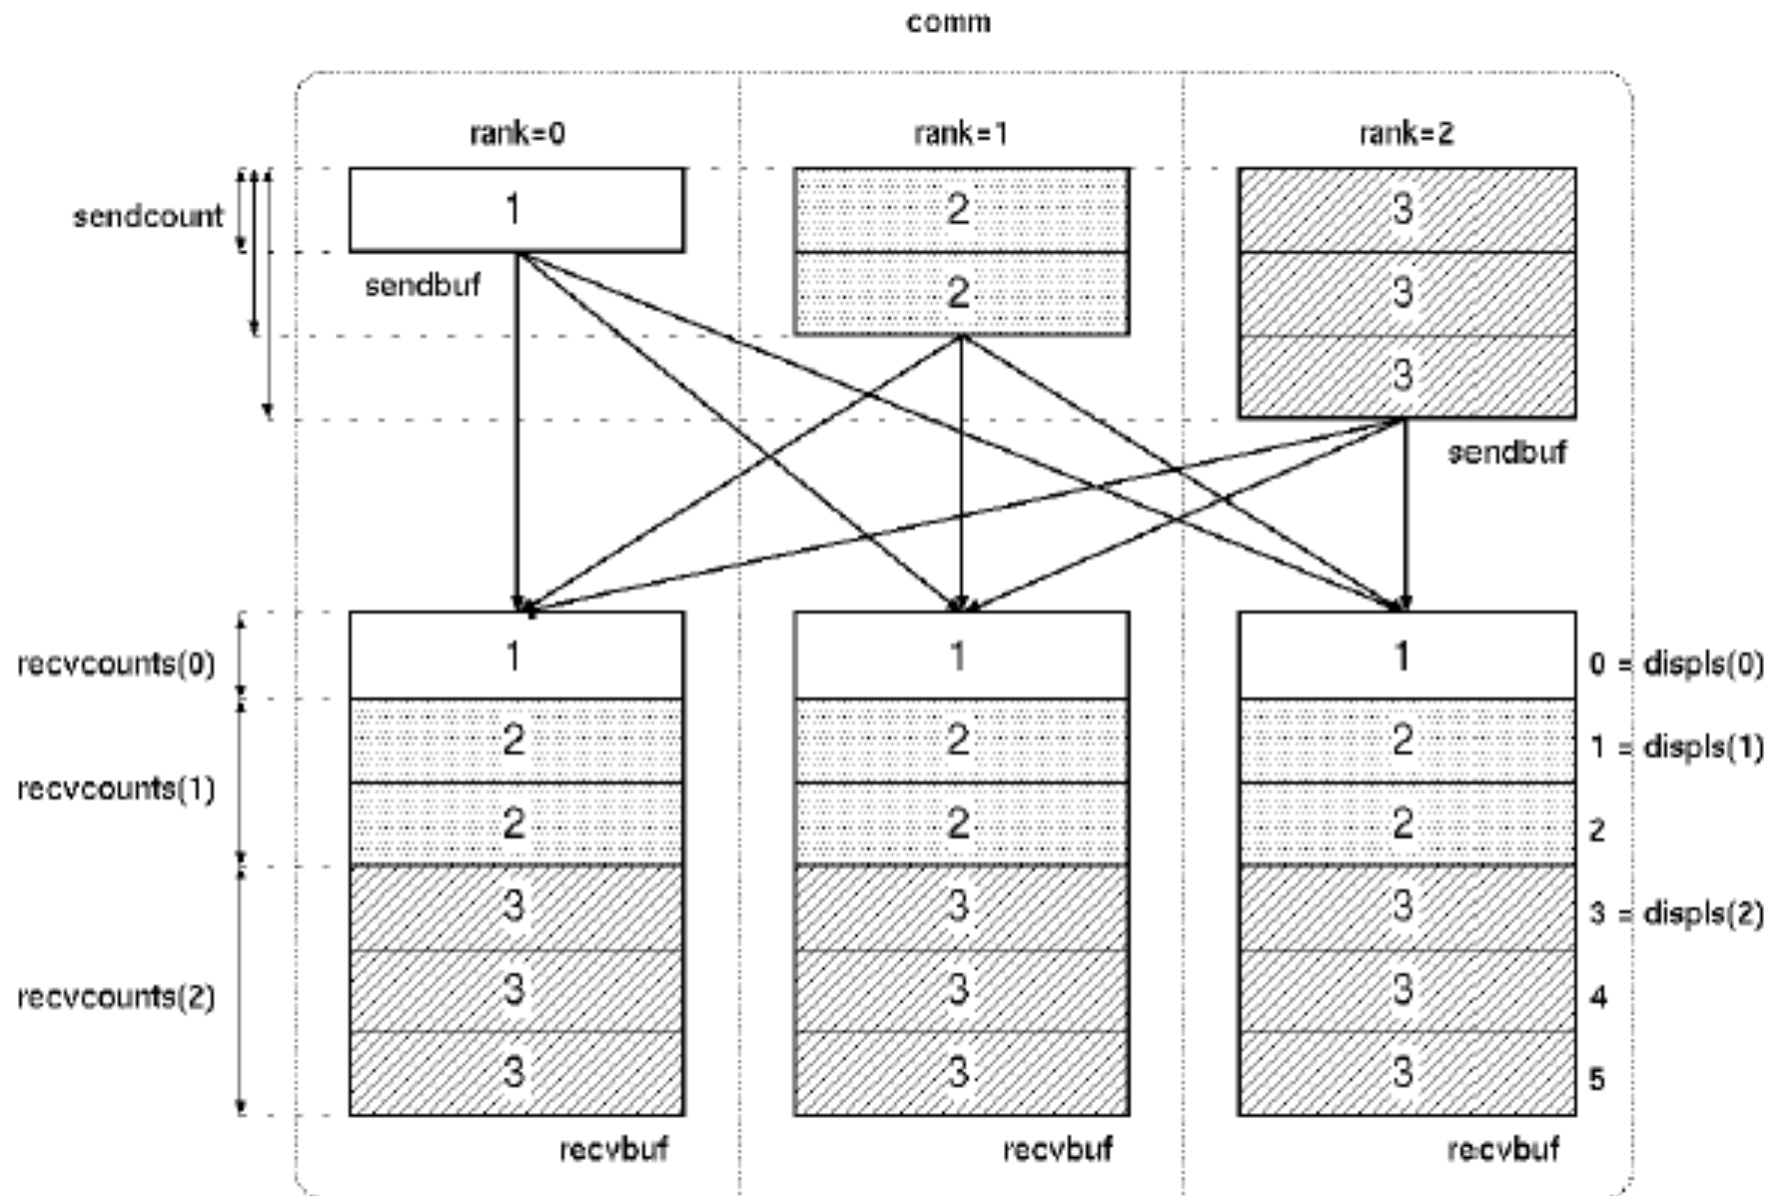 comm
rank=0 rank=1 rank=2
sendcount 1 2 3
sendbuf 2 3
3
sendbuf
recvcounts(0) 1 1 1 0 = displs(0)
2 2 2 1 = displs(1)
recvcounts(1)
2 2 2 2
3 3 3 3 = displs(2)
recvcounts(2) 3 3 3 4
3 3 3 5
recvbuf recvbuf recvbuf